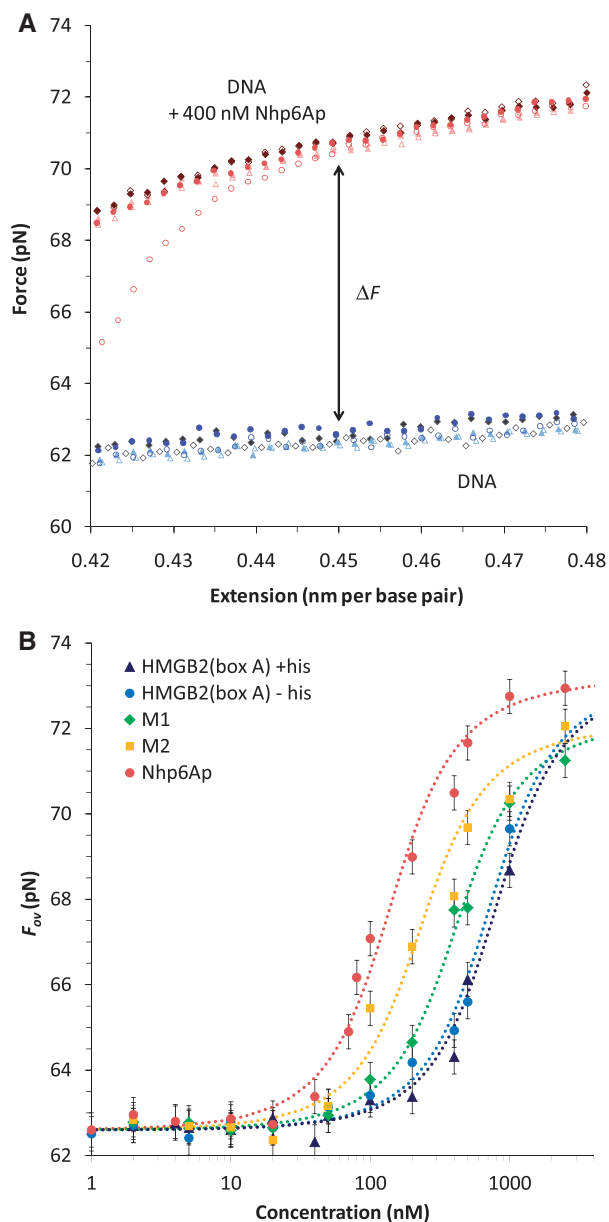 A
74
72
70
68
66
64
62
60
Force (pN)
DNA
+ 400 nM Nhp6Ap
ΔF
DNA
0.42 0.43 0.44 0.45 0.46 0.47 0.48
Extension (nm per base pair)
B
74
72
70
68
66
64
62
Fov (pN)
HMGB2(box A) +his
HMGB2(box A) - his
M1
M2
Nhp6Ap
1 10 100 1000
Concentration (nM)